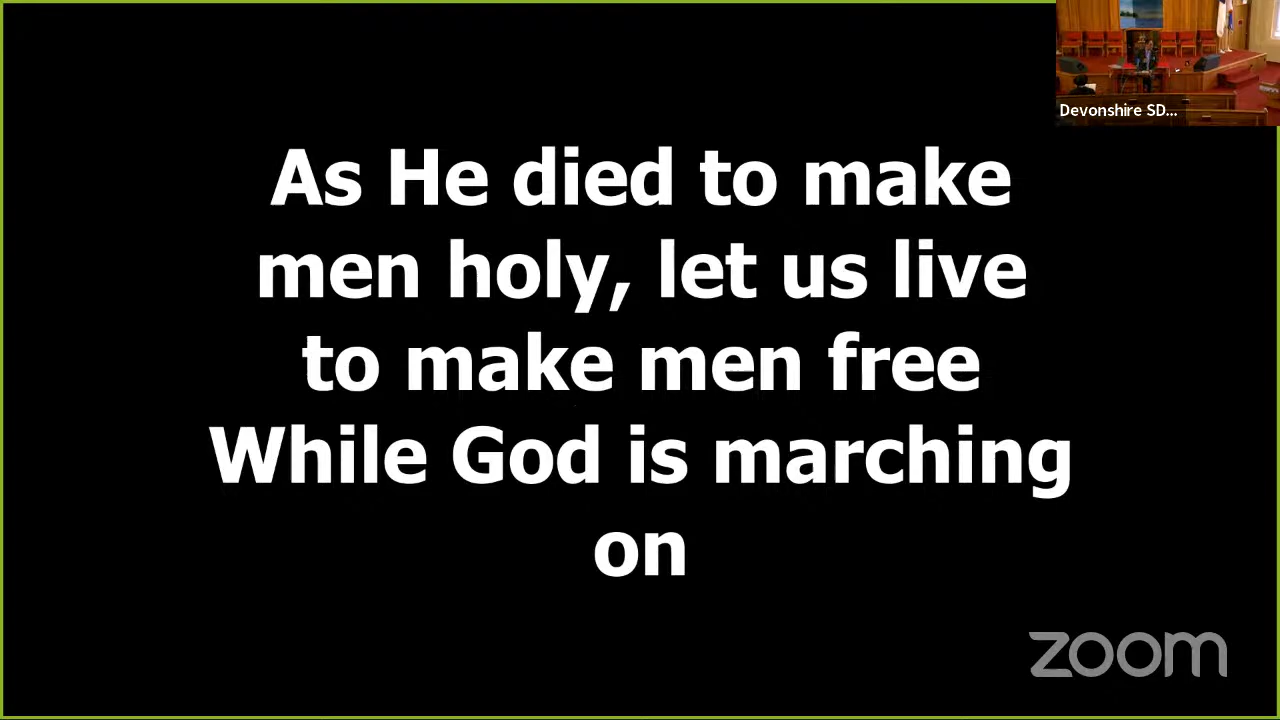 Devonshire SD...
As He died to make
men holy, let us live
to make men free
While God is marching
on
zoom